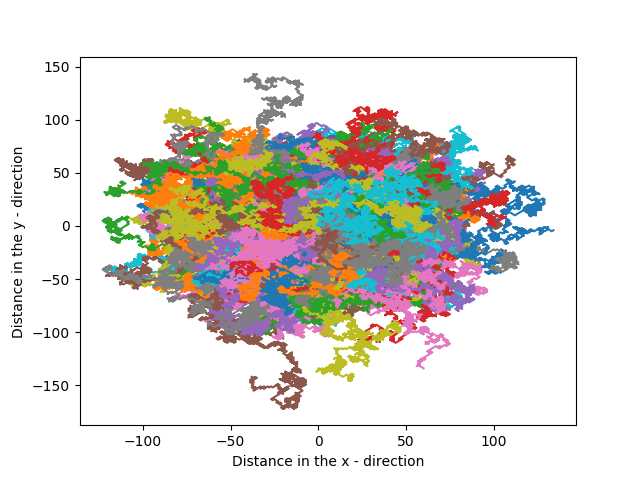 150
100
50
0
−50
−100
−150
Distance in the y - direction
−100 −50 0 50 100
Distance in the x - direction